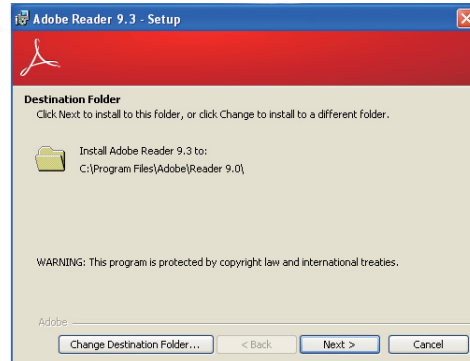 Adobe Reader 9.3 - Setup
Destination Folder
Click Next to install to this folder, or click Change to install to a different folder.
Install Adobe Reader 9.3 to:
C:\Program Files\Adobe\Reader 9.0\
WARNING: This program is protected by copyright law and international treaties.
Adobe
Change Destination Folder... < Back Next > Cancel